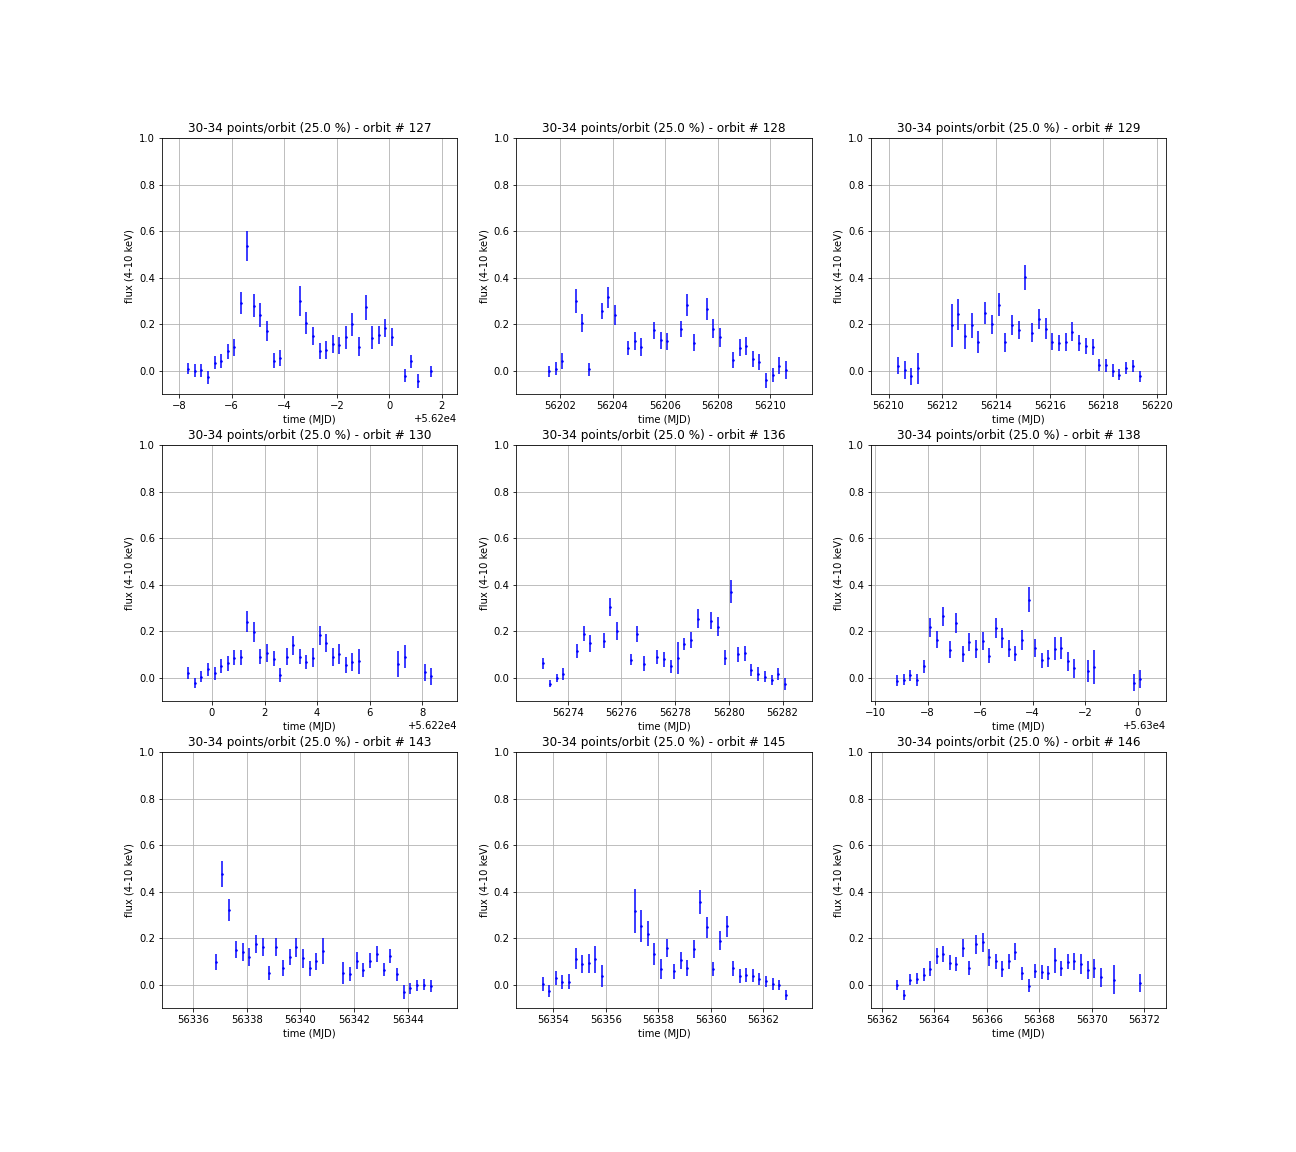 30-34 points/orbit (25.0 %) - orbit # 127
1.0
0.8
0.6
0.4
0.2
0.0
flux (4-10 keV)
−8 −6 −4 −2 0 2
time (MJD)
+5.62e4
30-34 points/orbit (25.0 %) - orbit # 128
1.0
0.8
0.6
0.4
0.2
0.0
flux (4-10 keV)
56202 56204 56206 56208 56210
time (MJD)
30-34 points/orbit (25.0 %) - orbit # 129
1.0
0.8
0.6
0.4
0.2
0.0
flux (4-10 keV)
56210 56212 56214 56216 56218 56220
time (MJD)
30-34 points/orbit (25.0 %) - orbit # 130
1.0
0.8
0.6
0.4
0.2
0.0
flux (4-10 keV)
0 2 4 6 8
time (MJD)
+5.622e4
30-34 points/orbit (25.0 %) - orbit # 136
1.0
0.8
0.6
0.4
0.2
0.0
flux (4-10 keV)
56274 56276 56278 56280 56282
time (MJD)
30-34 points/orbit (25.0 %) - orbit # 138
1.0
0.8
0.6
0.4
0.2
0.0
flux (4-10 keV)
−10 −8 −6 −4 −2 0
time (MJD)
+5.63e4
30-34 points/orbit (25.0 %) - orbit # 143
1.0
0.8
0.6
0.4
0.2
0.0
flux (4-10 keV)
56336 56338 56340 56342 56344
time (MJD)
30-34 points/orbit (25.0 %) - orbit # 145
1.0
0.8
0.6
0.4
0.2
0.0
flux (4-10 keV)
56354 56356 56358 56360 56362
time (MJD)
30-34 points/orbit (25.0 %) - orbit # 146
1.0
0.8
0.6
0.4
0.2
0.0
flux (4-10 keV)
56362 56364 56366 56368 56370 56372
time (MJD)